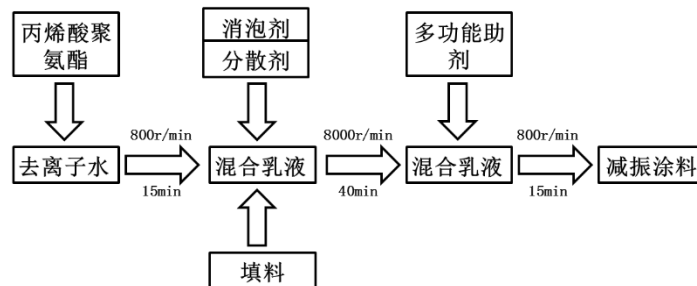 丙烯酸聚
氨酯
消泡剂
分散剂
多功能助
剂
800r/min
8000r/min
800r/min
去离子水
混合乳液
混合乳液
减振涂料
15min
40min
15min
填料